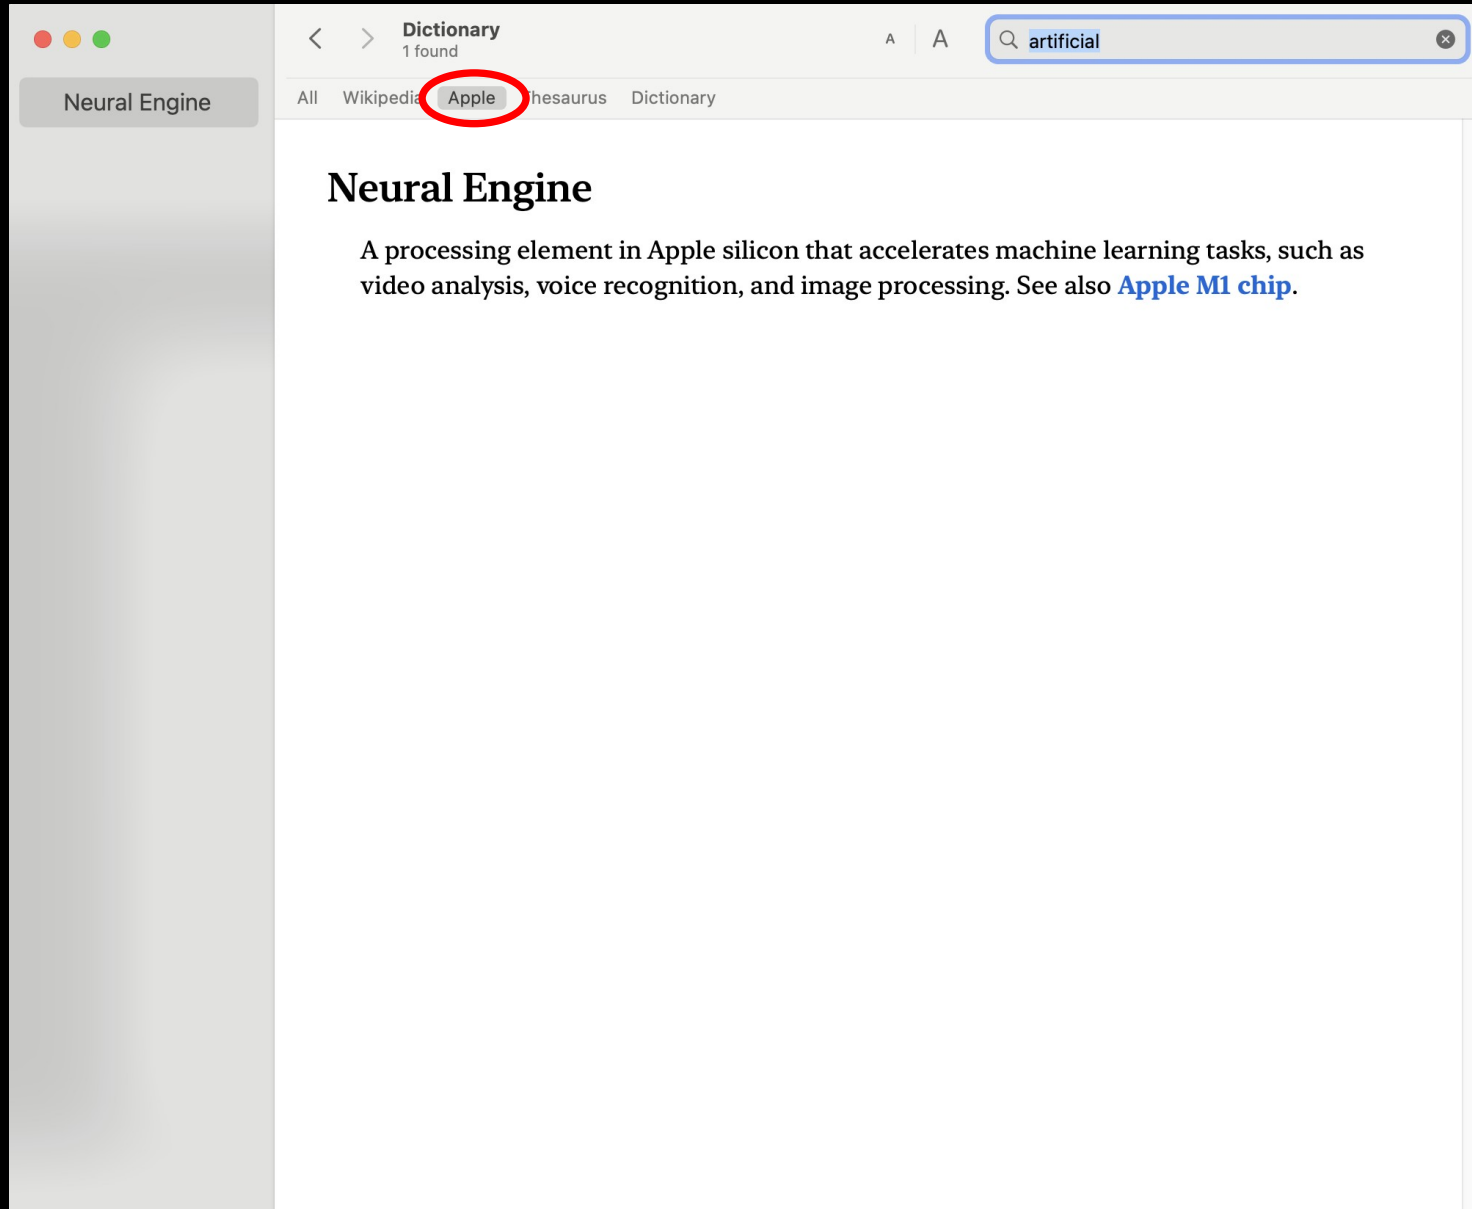 Dictionary
1 found
A A
artificial
Neural Engine
All Wikipedia Apple Thesaurus Dictionary
Neural Engine
A processing element in Apple silicon that accelerates machine learning tasks, such as
video analysis, voice recognition, and image processing. See also Apple M1 chip.